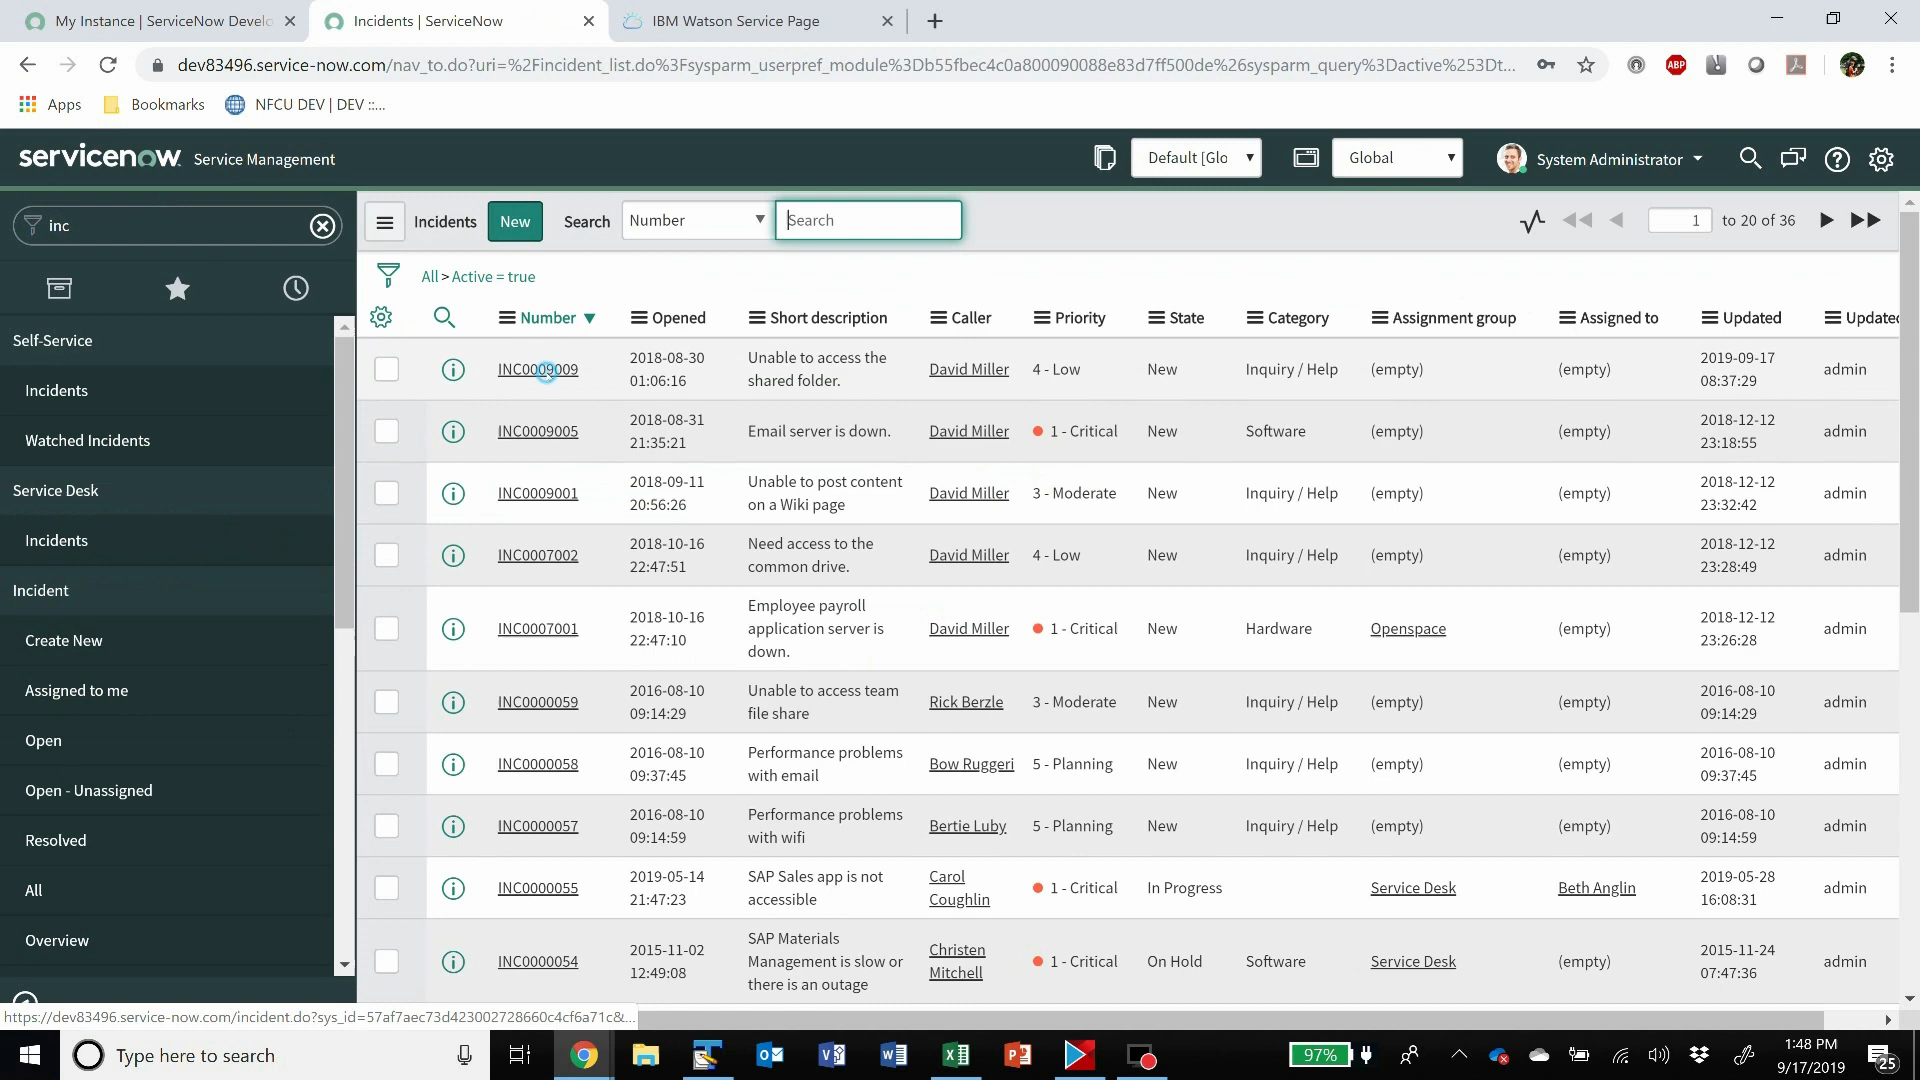 My Instance | ServiceNow Develo
Incidents | ServiceNow
IBM Watson Service Page
dev83496.service-now.com/nav_to.do?uri=%2Fincident_list.do%3Fsysparm_userpref_module%3Db55fbec4c0a800090088e83d7ff500de%26sysparm_query%3Dactive%253Dt...
ABP
Apps
Bookmarks
NFCU DEV | DEV ::...
servicenow Service Management
Default [Glo
Global
System Administrator
inc
Incidents
New
Search
Number
Search
1
to 20 of 36
All > Active = true
Self-Service
Incidents
Watched Incidents
Service Desk
Incidents
Incident
Create New
Assigned to me
Open
Open - Unassigned
Resolved
All
Overview
Number Opened Short description Caller Priority State Category Assignment group Assigned to Updated Updated
INC0009009 2018-08-30 01:06:16 Unable to access the shared folder. David Miller 4 - Low New Inquiry / Help (empty) (empty) 2019-09-17 08:37:29 admin
INC0009005 2018-08-31 21:35:21 Email server is down. David Miller 1 - Critical New Software (empty) (empty) 2018-12-12 23:18:55 admin
INC0009001 2018-09-11 20:56:26 Unable to post content on a Wiki page David Miller 3 - Moderate New Inquiry / Help (empty) (empty) 2018-12-12 23:32:42 admin
INC0007002 2018-10-16 22:47:51 Need access to the common drive. David Miller 4 - Low New Inquiry / Help (empty) (empty) 2018-12-12 23:28:49 admin
INC0007001 2018-10-16 22:47:10 Employee payroll application server is down. David Miller 1 - Critical New Hardware Openspace (empty) 2018-12-12 23:26:28 admin
INC0000059 2016-08-10 09:14:29 Unable to access team file share Rick Berzle 3 - Moderate New Inquiry / Help (empty) (empty) 2016-08-10 09:14:29 admin
INC0000058 2016-08-10 09:37:45 Performance problems with email Bow Ruggeri 5 - Planning New Inquiry / Help (empty) (empty) 2016-08-10 09:37:45 admin
INC0000057 2016-08-10 09:14:59 Performance problems with wifi Bertie Luby 5 - Planning New Inquiry / Help (empty) (empty) 2016-08-10 09:14:59 admin
INC0000055 2019-05-14 21:47:23 SAP Sales app is not accessible Carol Coughlin 1 - Critical In Progress Service Desk Beth Anglin 2019-05-28 16:08:31 admin
INC0000054 2015-11-02 12:49:08 SAP Materials Management is slow or there is an outage Christen Mitchell 1 - Critical On Hold Software Service Desk (empty) 2015-11-24 07:47:36 admin
https://dev83496.service-now.com/incident.do?sys_id=57af7aec73d423002728660c4cf6a71c&...
Type here to search
97%
1:48 PM
9/17/2019
25